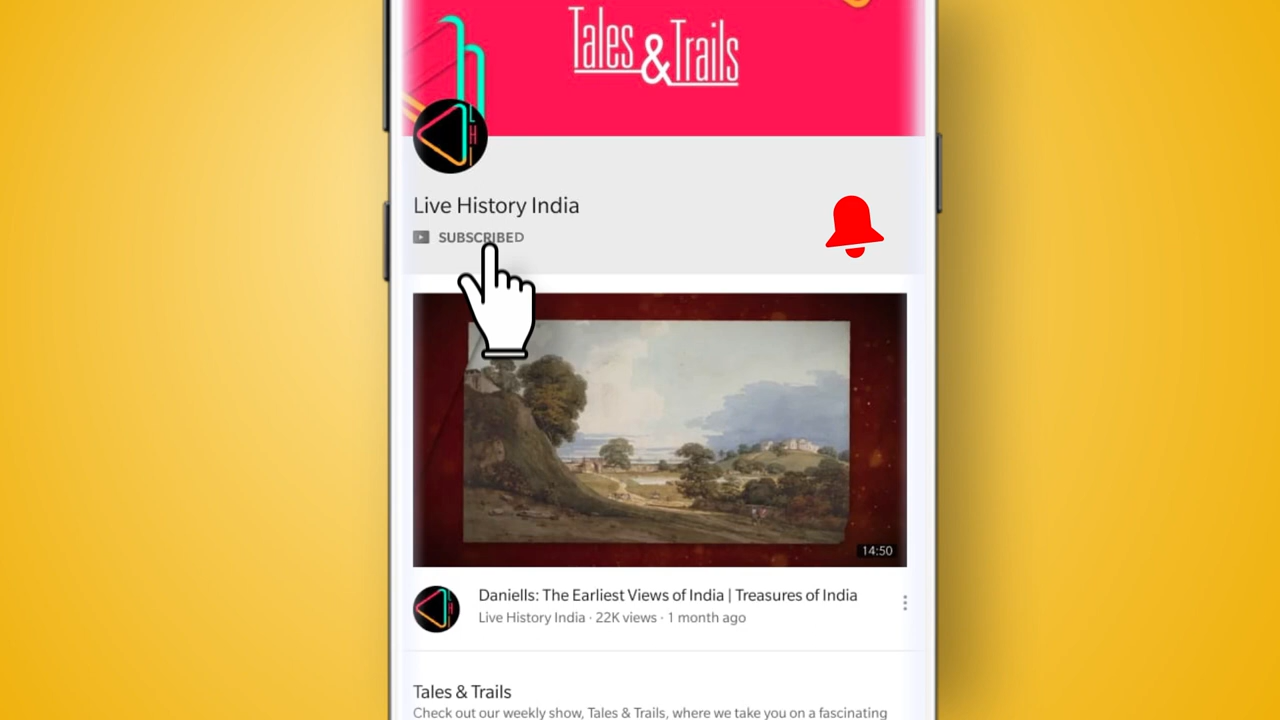 Tales & Trails
LHI
Live History India
SUBSCRIBED
14:50
Daniells: The Earliest Views of India | Treasures of India
LHI
Live History India · 22K views · 1 month ago
Tales & Trails
Check out our weekly show, Tales & Trails, where we take you on a fascinating